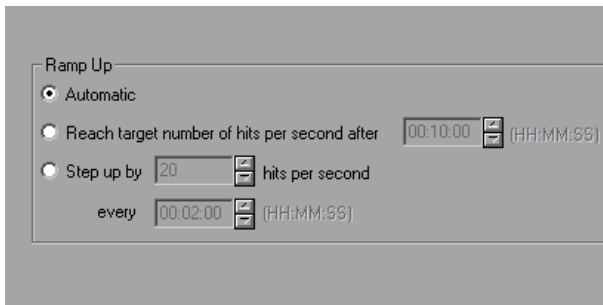 Ramp Up
Automatic
Reach target number of hits per second after 00:10:00 (HH:MM:SS)
Step up by 20 hits per second
every 00:02:00 (HH:MM:SS)